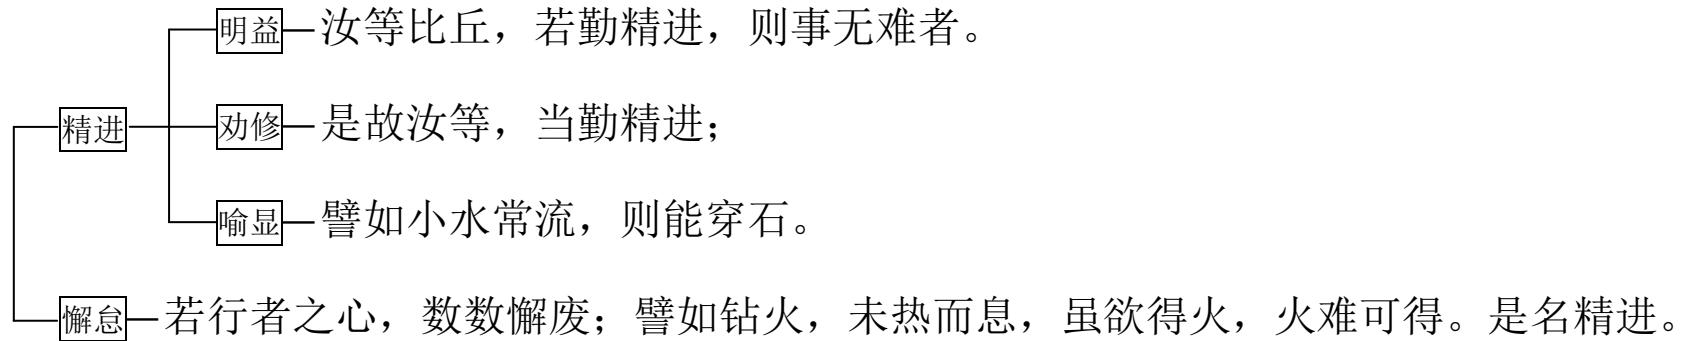 明益 汝等比丘，若勤精进，则事无难者。
精进 劝修 是故汝等，当勤精进；
喻显 譬如小水常流，则能穿石。
懈怠 若行者之心，数数懈废；譬如钻火，未热而息，虽欲得火，火难可得。是名精进。